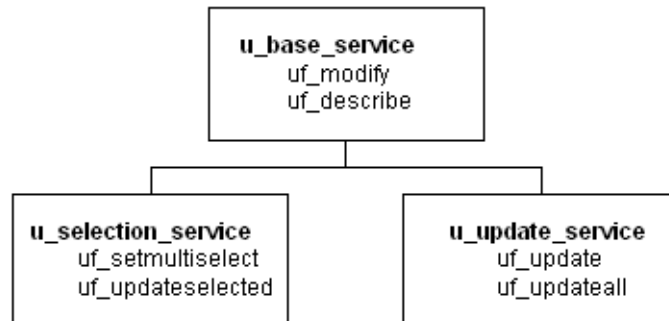 u_base_service
uf_modify
uf_describe
u_selection_service
uf_setmultiselect
uf_updateselected
u_update_service
uf_update
uf_updateall